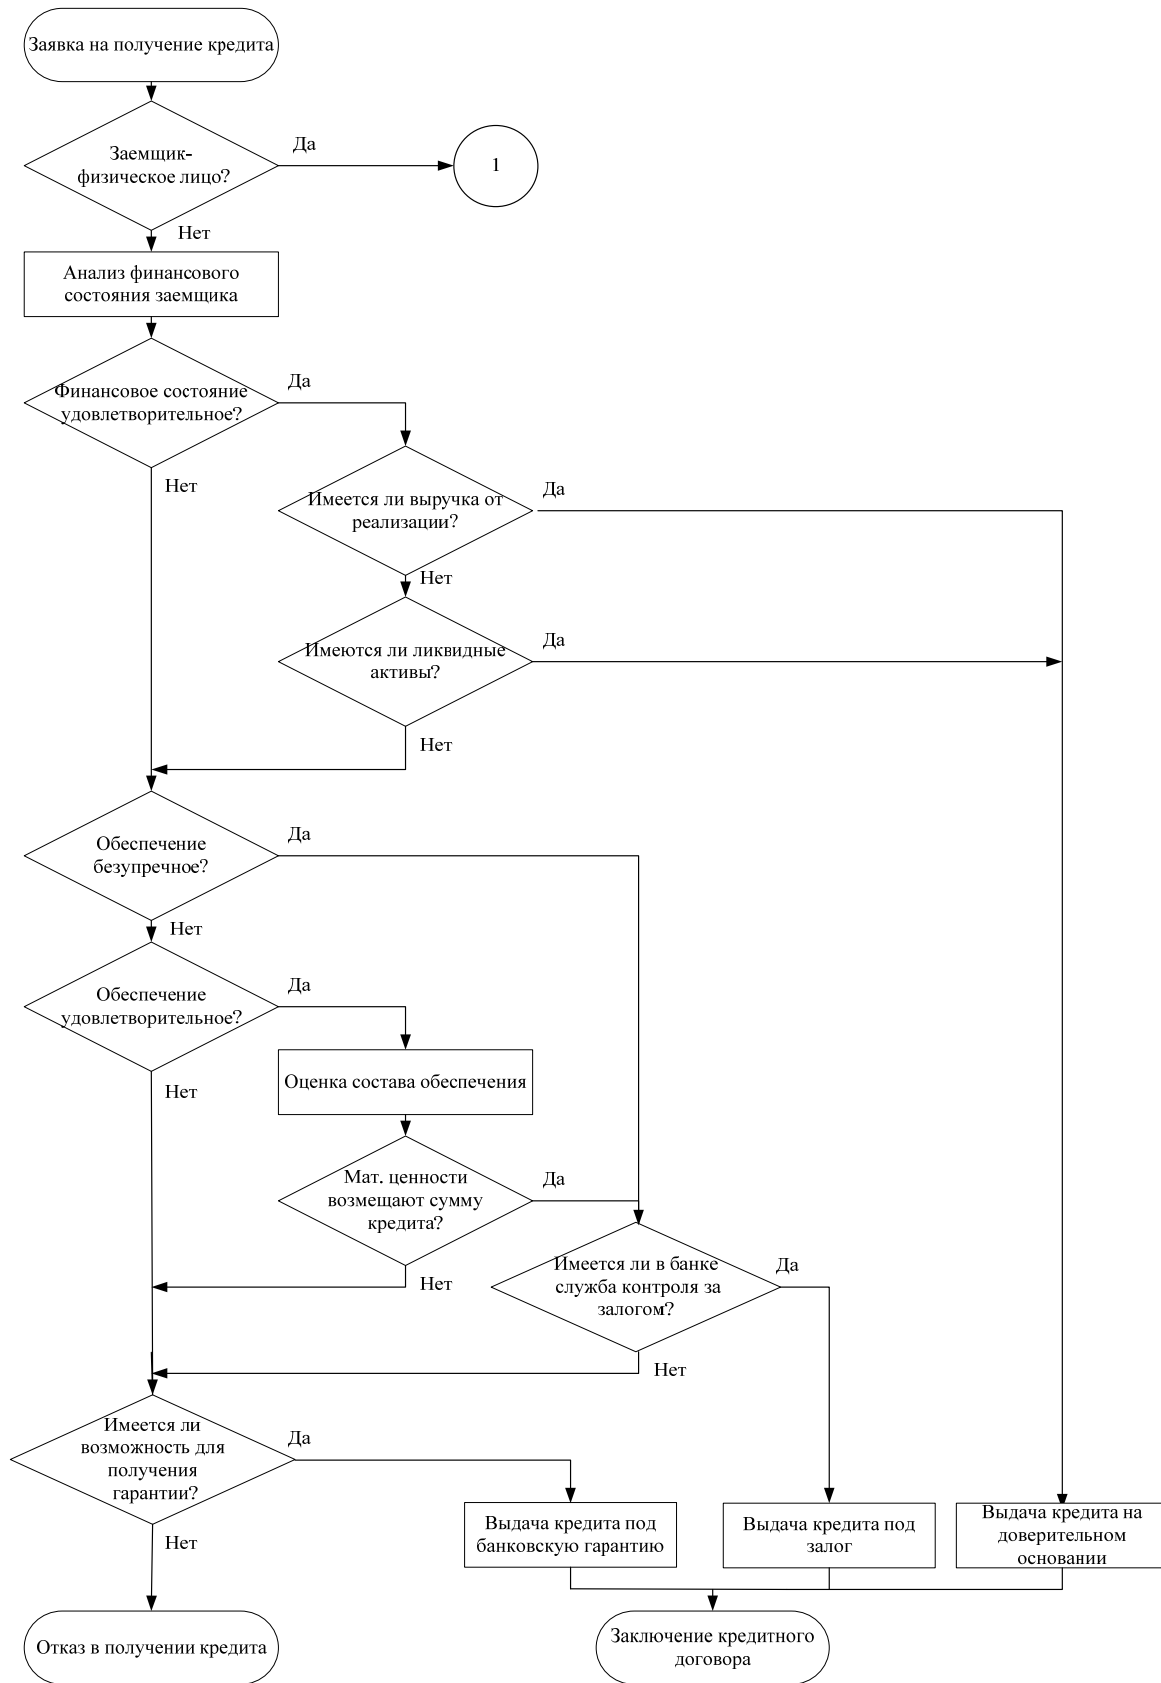 Заявка на получение кредита
Заемщик-
физическое лицо?
Да
1
Нет
Анализ финансового
состояния заемщика
Финансовое состояние
удовлетворительное?
Да
Нет
Имеется ли выручка от
реализации?
Да
Нет
Имеются ли ликвидные
активы?
Да
Нет
Обеспечение
безупречное?
Да
Нет
Обеспечение
удовлетворительное?
Да
Нет
Оценка состава обеспечения
Мат. ценности
возмещают сумму
кредита?
Да
Нет
Имеется ли в банке
служба контроля за
залогом?
Да
Нет
Имеется ли
возможность для
получения
гарантии?
Да
Нет
Выдача кредита под
банковскую гарантию
Выдача кредита под
залог
Выдача кредита на
доверительном
основании
Отказ в получении кредита
Заключение кредитного
договора